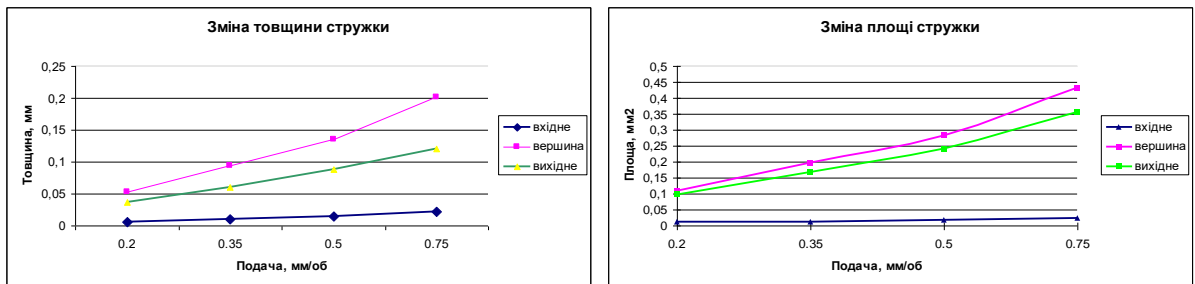 Зміна товщини стружки
Товщина, мм
0,25
0,2
0,15
0,1
0,05
0
0.2 0.35 0.5 0.75
Подача, мм/об
вхідне
вершина
вихідне
Зміна площі стружки
Площа, мм2
0,5
0,45
0,4
0,35
0,3
0,25
0,2
0,15
0,1
0,05
0
0.2 0.35 0.5 0.75
Подача, мм/об
вхідне
вершина
вихідне